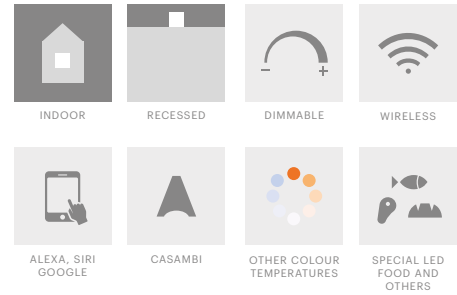 INDOOR
RECESSED
DIMMABLE
WIRELESS
ALEXA, SIRI
GOOGLE
CASAMBI
OTHER COLOUR
TEMPERATURES
SPECIAL LED
FOOD AND
OTHERS